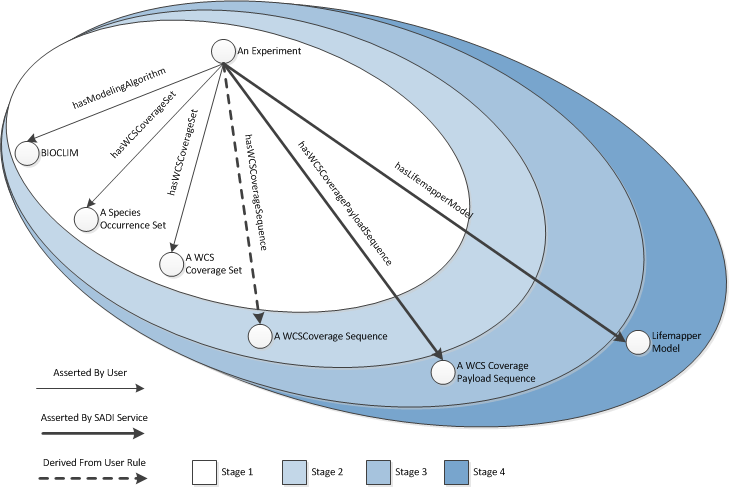 An Experiment
hasModelingAlgorithm
hasWCSCoverageSet
hasWCSCoverageSet
hasWCSCoverageSequence
hasWCSCoveragePayloadSequence
hasLifemapperModel
BIOCLIM
A Species
Occurrence Set
A WCS
Coverage Set
A WCSCoverage Sequence
A WCS Coverage
Payload Sequence
Lifemapper
Model
Asserted By User
Asserted By SADI Service
Derived From User Rule
Stage 1
Stage 2
Stage 3
Stage 4